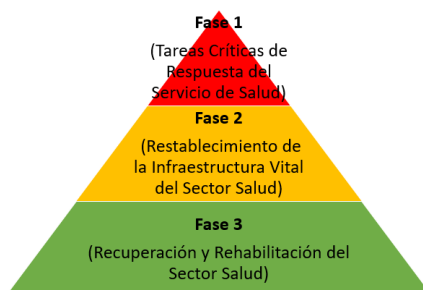 Fase 1
(Tareas Críticas de
Respuesta del
Servicio de Salud)
Fase 2
(Restablecimiento de
la Infraestructura Vital
del Sector Salud)
Fase 3
(Recuperación y Rehabilitación del
Sector Salud)